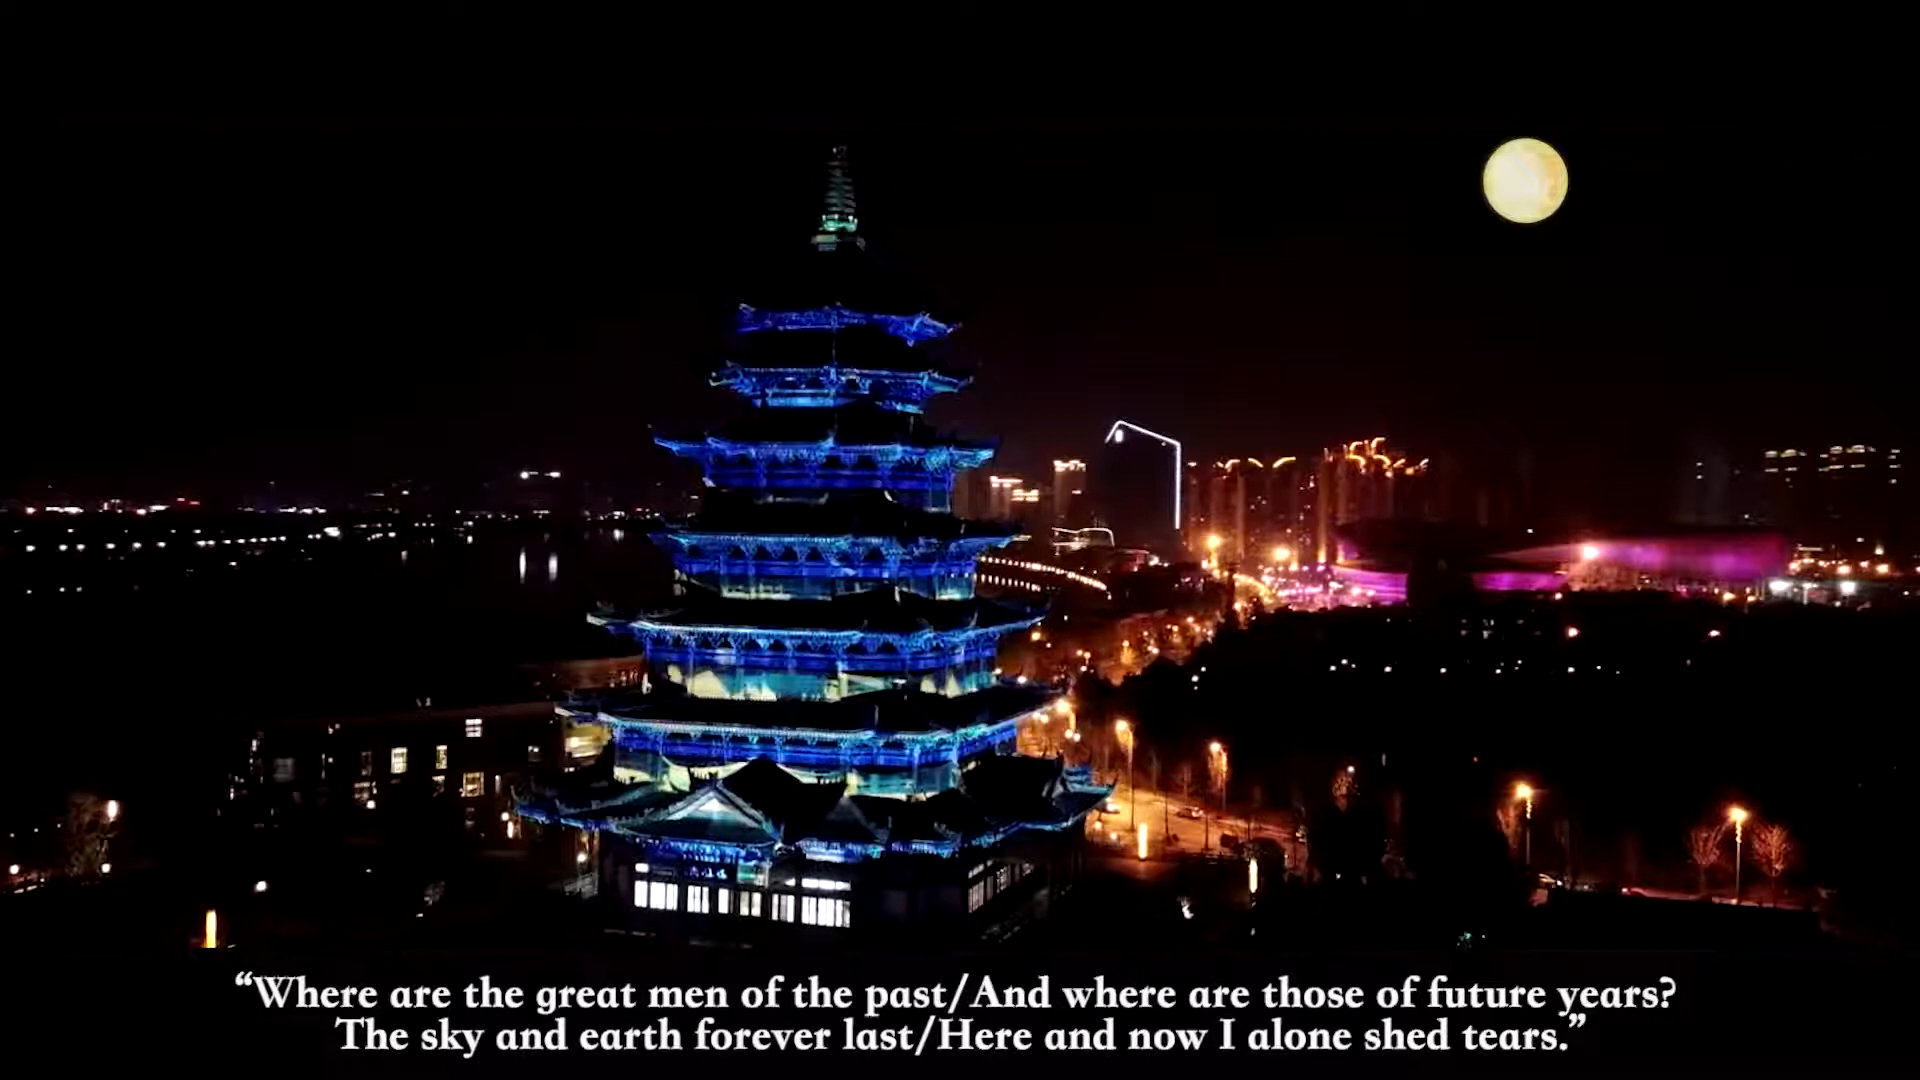 “Where are the great men of the past/And where are those of future years?
The sky and earth forever last/Here and now I alone shed tears.”